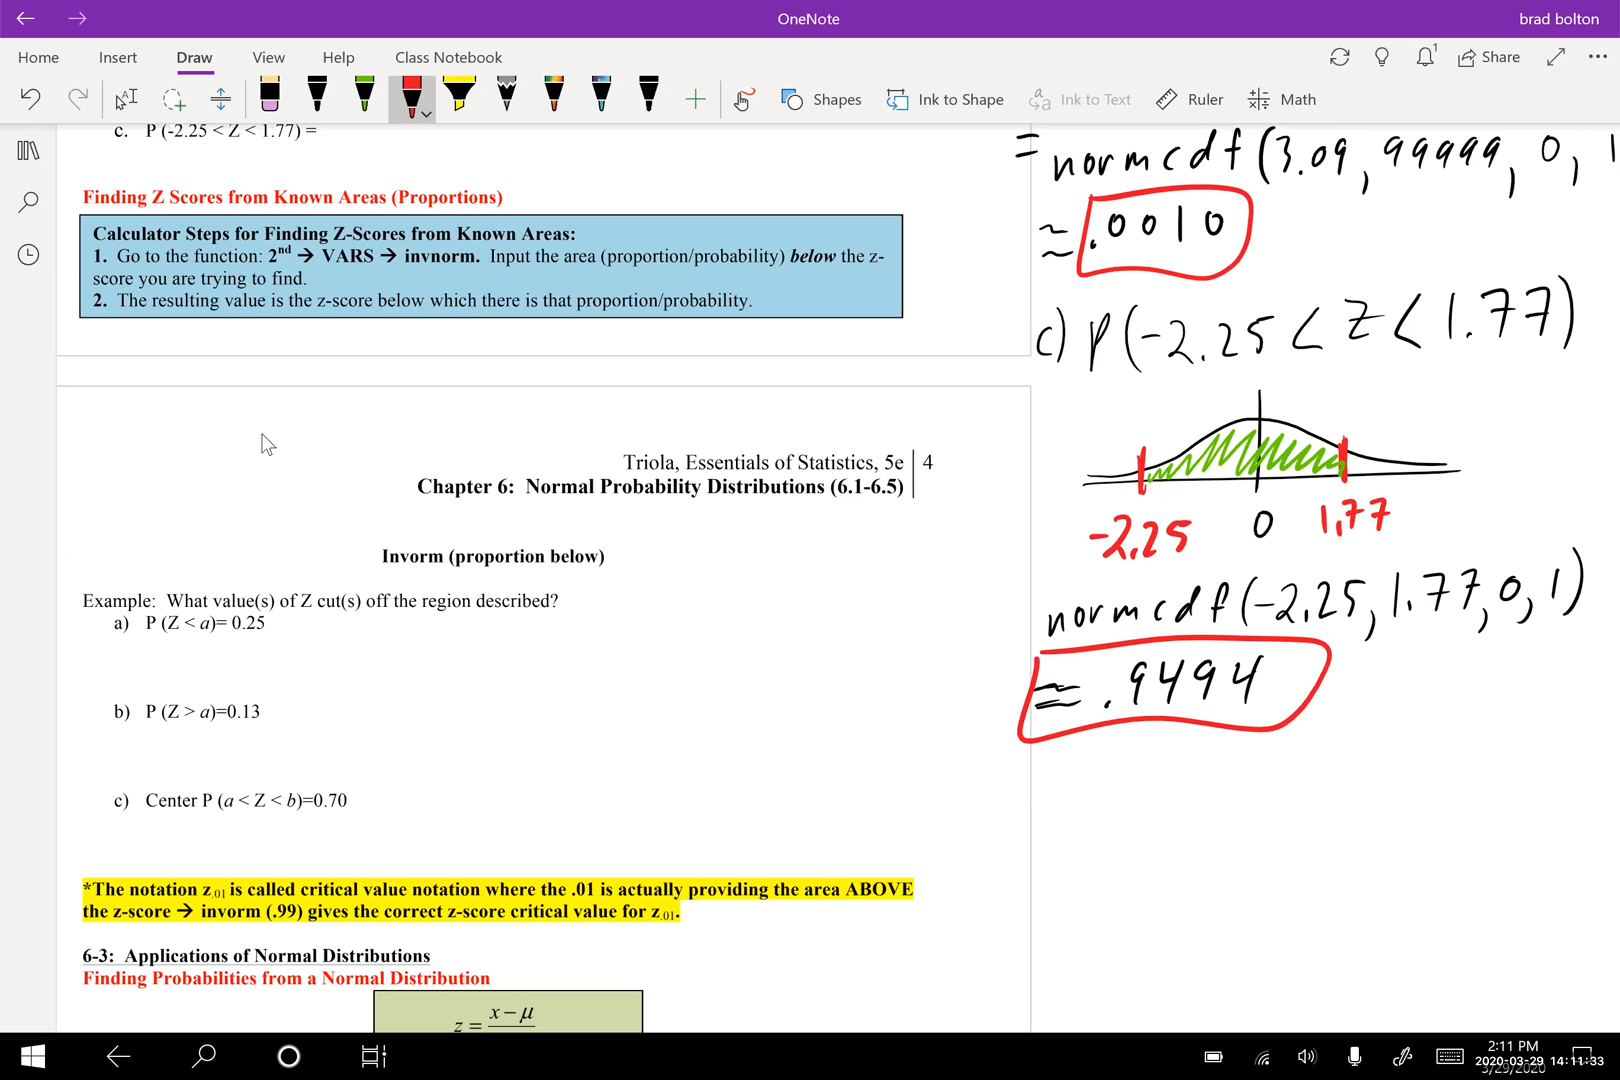 OneNote
brad bolton
Home Insert Draw View Help Class Notebook
1
Share
Shapes Ink to Shape Ink to Text Ruler Math
c. P (-2.25 < Z < 1.77) =
Finding Z Scores from Known Areas (Proportions)
Calculator Steps for Finding Z-Scores from Known Areas:
1. Go to the function: 2nd → VARS → invnorm. Input the area (proportion/probability) below the z-
score you are trying to find.
2. The resulting value is the z-score below which there is that proportion/probability.
Triola, Essentials of Statistics, 5e | 4
Chapter 6: Normal Probability Distributions (6.1-6.5)
Invorm (proportion below)
Example: What value(s) of Z cut(s) off the region described?
a) P (Z < a)= 0.25
b) P (Z > a)=0.13
c) Center P (a < Z < b)=0.70
*The notation z.01 is called critical value notation where the .01 is actually providing the area ABOVE
the z-score → invorm (.99) gives the correct z-score critical value for z.01.
6-3: Applications of Normal Distributions
Finding Probabilities from a Normal Distribution
z = x − μ
= normcdf(3.09, 99999, 0, 1
≈ .0010
c) P(-2.25 < Z < 1.77)
-2.25 0 1.77
normcdf(-2.25, 1.77, 0, 1)
≈ .9494
2:11 PM
2020-03-29 14:11:33
3/29/2020